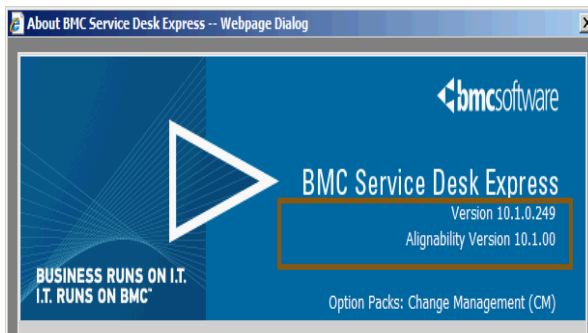 About BMC Service Desk Express -- Webpage Dialog
bmcsoftware
BMC Service Desk Express
Version 10.1.0.249
Alignability Version 10.1.00
BUSINESS RUNS ON I.T.
I.T. RUNS ON BMC™
Option Packs: Change Management (CM)